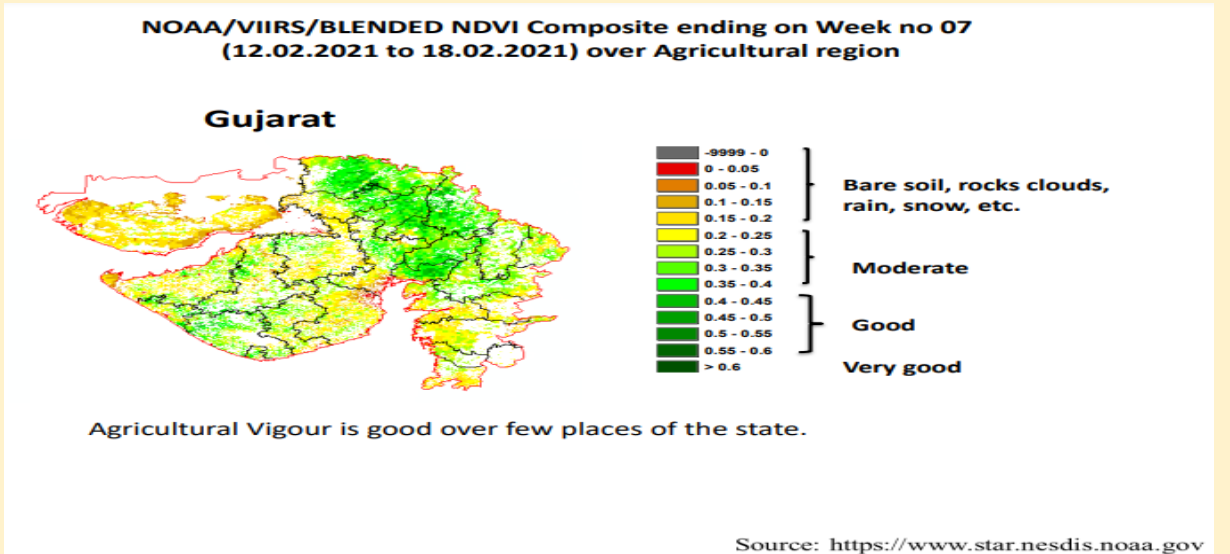 NOAA/VIIRS/BLENDED NDVI Composite ending on Week no 07
(12.02.2021 to 18.02.2021) over Agricultural region
Gujarat
-9999 - 0
0 - 0.05
0.05 - 0.1
0.1 - 0.15
0.15 - 0.2
0.2 - 0.25
0.25 - 0.3
0.3 - 0.35
0.35 - 0.4
0.4 - 0.45
0.45 - 0.5
0.5 - 0.55
0.55 - 0.6
> 0.6
Bare soil, rocks clouds,
rain, snow, etc.
Moderate
Good
Very good
Agricultural Vigour is good over few places of the state.
Source: https://www.star.nesdis.noaa.gov